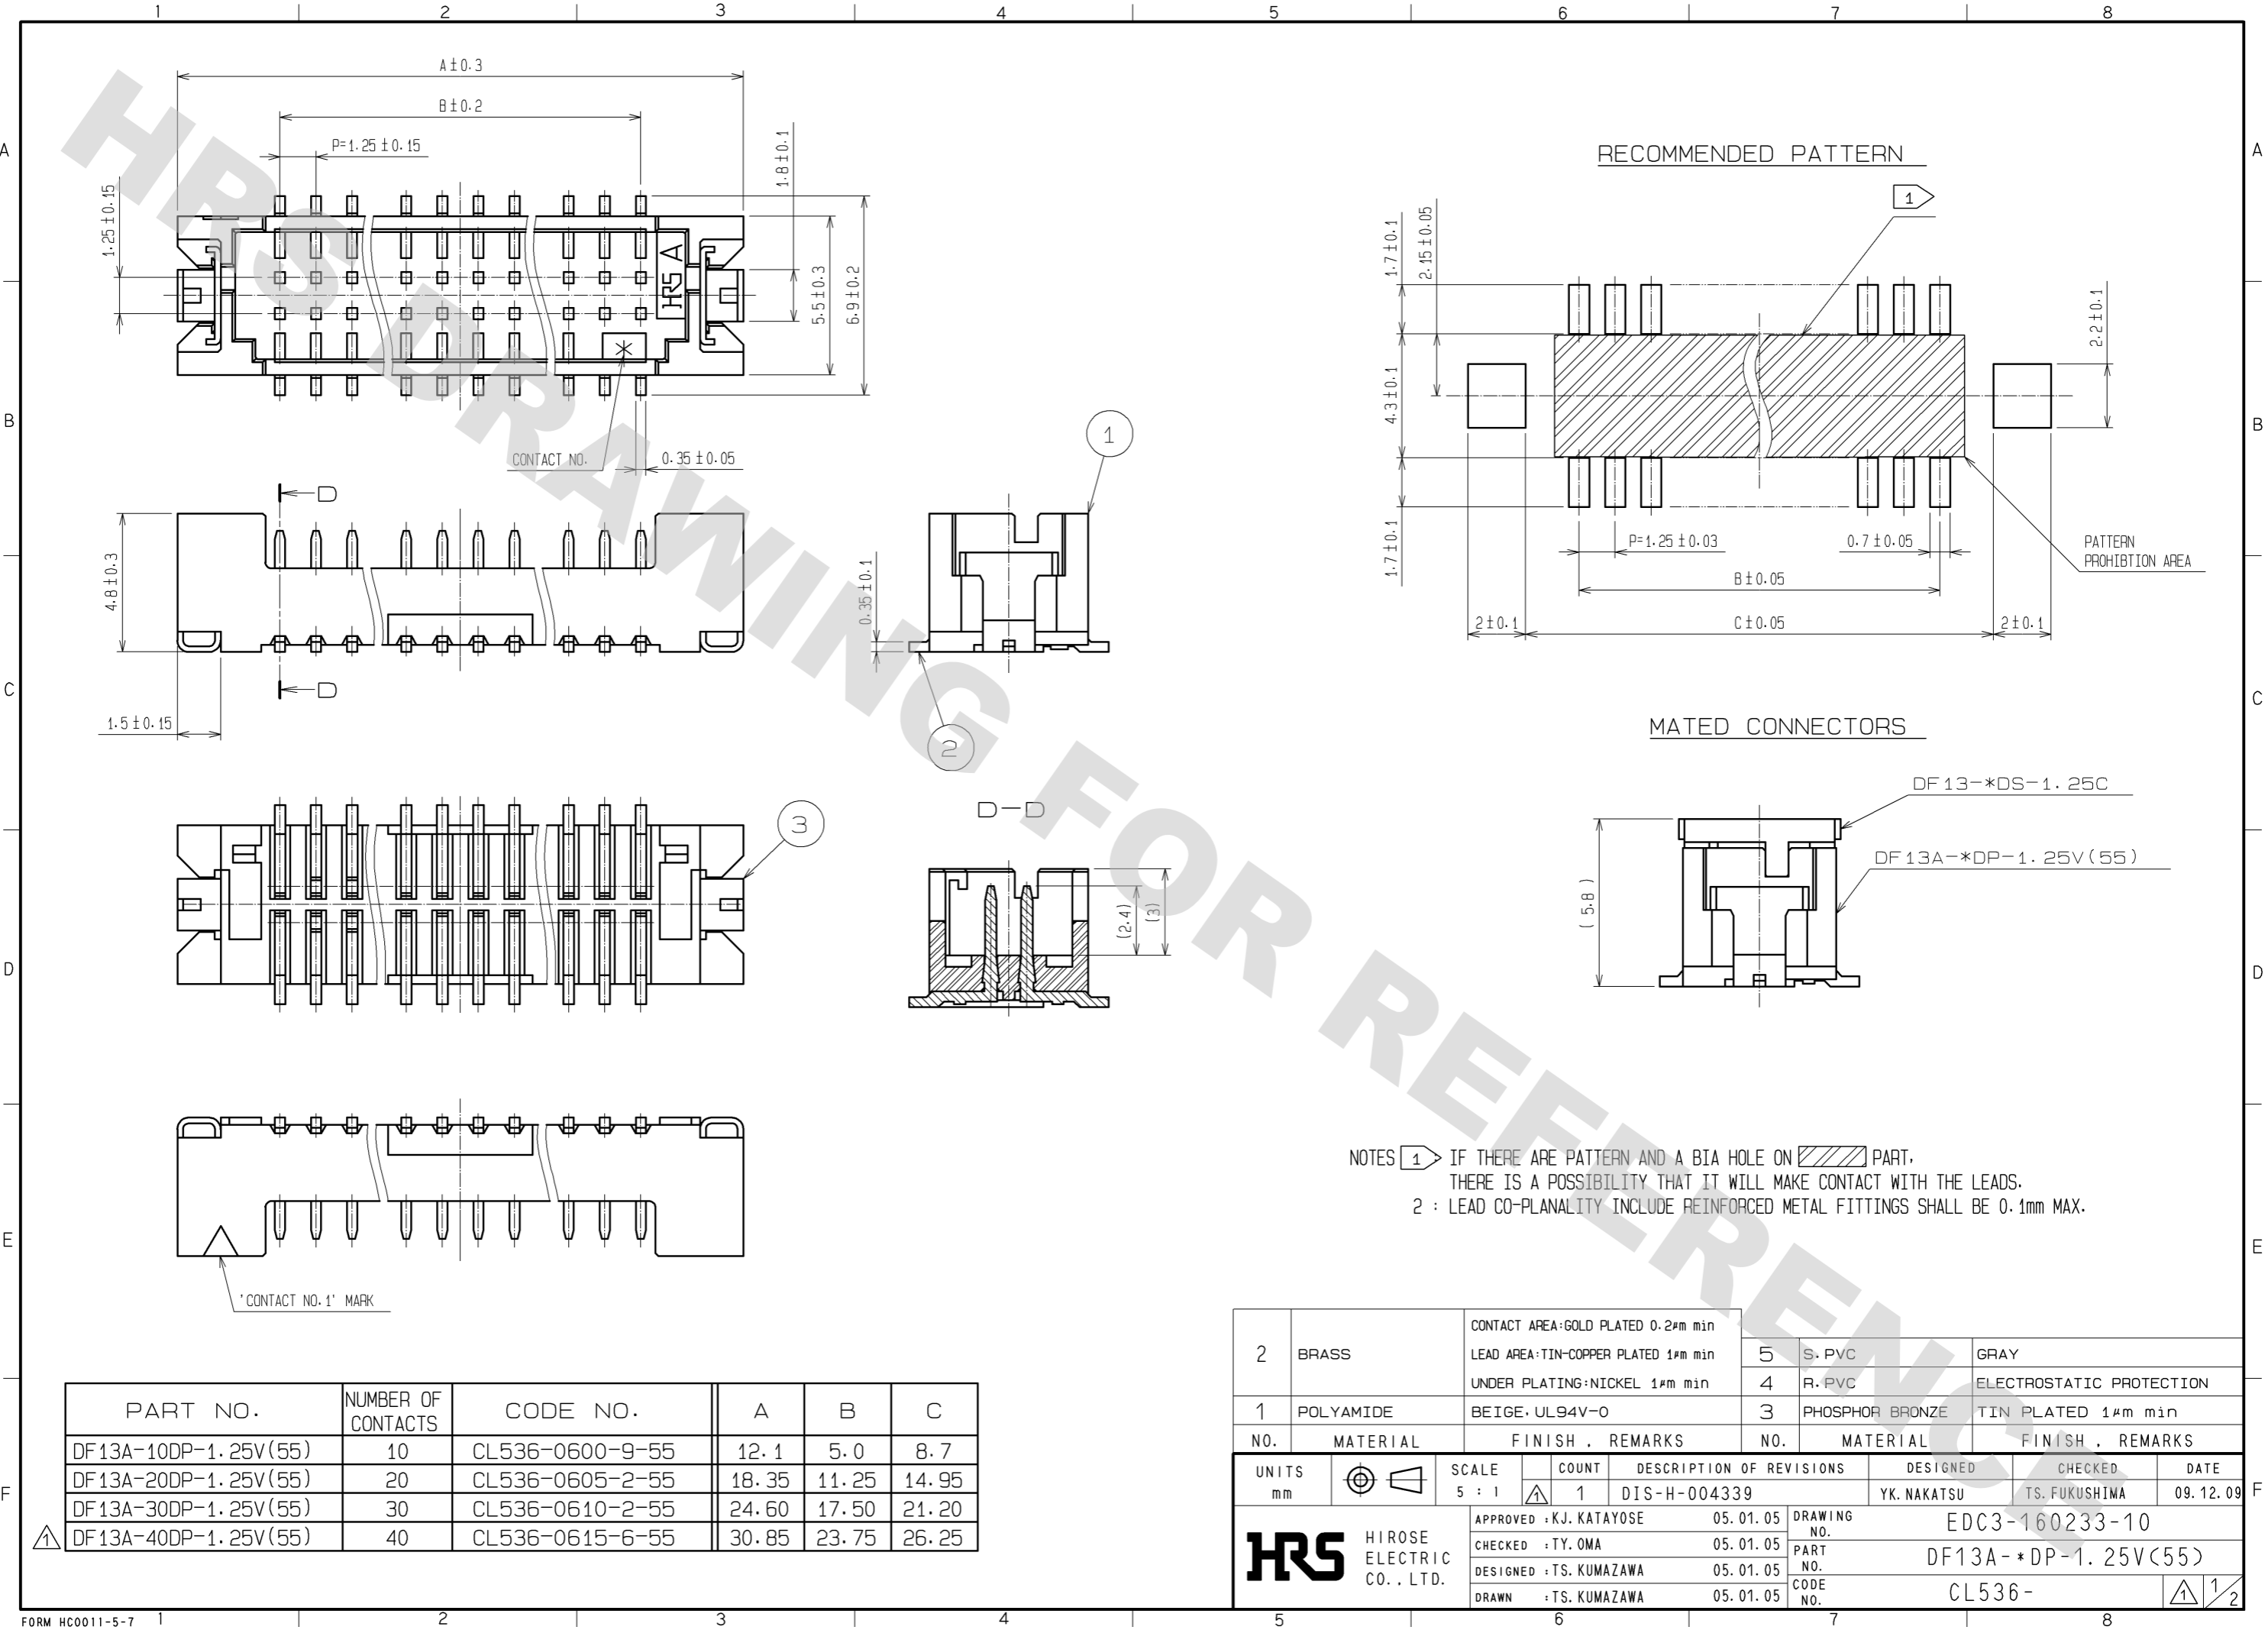 1 2 3 4 5 6 7 8
A
B
C
D
E
F
A
B
C
D
E
F
HRS DRAWING FOR REFERENCE
A±0.3
B±0.2
P=1.25±0.15
1.25±0.15
1.8±0.1
5.5±0.3
6.9±0.2
HRS A
CONTACT NO.
0.35±0.05
D
D
4.8±0.3
1.5±0.15
0.35±0.1
1
2
3
D-D
(2.4)
(3)
'CONTACT NO.1' MARK
RECOMMENDED PATTERN
1
1.7±0.1
2.15±0.05
4.3±0.1
1.7±0.1
2.2±0.1
P=1.25±0.03
0.7±0.05
B±0.05
2±0.1
C±0.05
2±0.1
PATTERN
PROHIBTION AREA
MATED CONNECTORS
DF13-*DS-1.25C
DF13A-*DP-1.25V(55)
(5.8)
NOTES 1 IF THERE ARE PATTERN AND A BIA HOLE ON PART,
THERE IS A POSSIBILITY THAT IT WILL MAKE CONTACT WITH THE LEADS.
2 : LEAD CO-PLANALITY INCLUDE REINFORCED METAL FITTINGS SHALL BE 0.1mm MAX.
PART NO. NUMBER OF CONTACTS CODE NO. A B C
DF13A-10DP-1.25V(55) 10 CL536-0600-9-55 12.1 5.0 8.7
DF13A-20DP-1.25V(55) 20 CL536-0605-2-55 18.35 11.25 14.95
DF13A-30DP-1.25V(55) 30 CL536-0610-2-55 24.60 17.50 21.20
1 DF13A-40DP-1.25V(55) 40 CL536-0615-6-55 30.85 23.75 26.25
2 BRASS CONTACT AREA:GOLD PLATED 0.2μm min
LEAD AREA:TIN-COPPER PLATED 1μm min
UNDER PLATING:NICKEL 1μm min
5 S.PVC GRAY
4 R.PVC ELECTROSTATIC PROTECTION
1 POLYAMIDE BEIGE, UL94V-0 3 PHOSPHOR BRONZE TIN PLATED 1μm min
NO. MATERIAL FINISH , REMARKS NO. MATERIAL FINISH , REMARKS
UNITS
mm
SCALE
5 : 1
COUNT DESCRIPTION OF REVISIONS DESIGNED CHECKED DATE
1 1 DIS-H-004339 YK.NAKATSU TS.FUKUSHIMA 09.12.09
HRS HIROSE
ELECTRIC
CO.,LTD.
APPROVED :KJ.KATAYOSE 05.01.05
CHECKED :TY.OMA 05.01.05
DESIGNED :TS.KUMAZAWA 05.01.05
DRAWN :TS.KUMAZAWA 05.01.05
DRAWING NO. EDC3-160233-10
PART NO. DF13A-*DP-1.25V(55)
CODE NO. CL536- 1 1/2
FORM HC0011-5-7
1 2 3 4 5 6 7 8